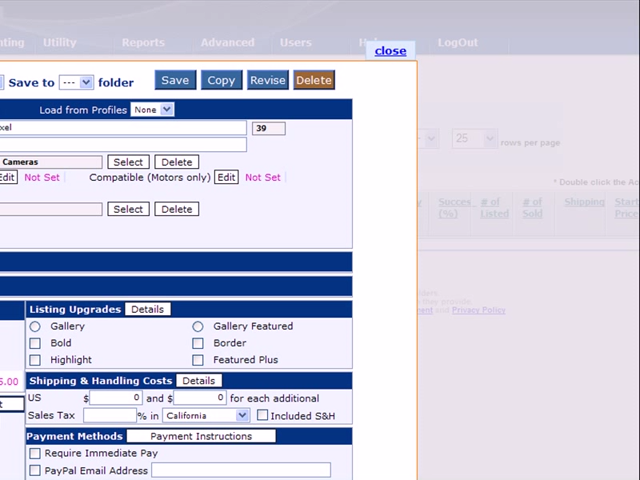 nting Utility Reports Advanced Users H LogOut
close
Save to --- folder Save Copy Revise Delete
Load from Profiles None
xel 39
25 rows per page
Cameras Select Delete
Edit Not Set Compatible (Motors only) Edit Not Set
* Double click the Ad
Select Delete
Succes (%) # of Listed # of Sold Shipping Start Price
ment and Privacy Policy
Listing Upgrades Details
Gallery Gallery Featured
Bold Border
Highlight Featured Plus
5.00 Shipping & Handling Costs Details
US $ 0 and $ 0 for each additional
Sales Tax % in California Included S&H
Payment Methods Payment Instructions
Require Immediate Pay
PayPal Email Address